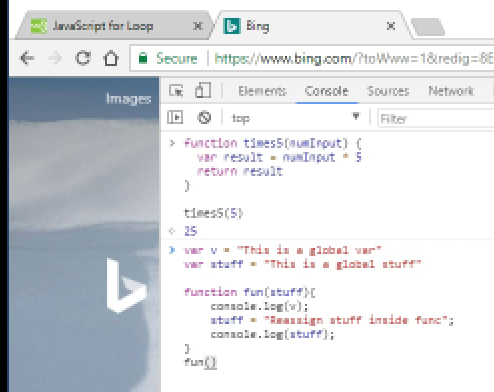 JavaScript for Loop
Bing
Secure
https://www.bing.com/?toWww=1&redig=8E
Images
Elements Console Sources Network
top
Filter
> function times5(numInput) {
var result = numInput * 5
return result
}
times5(5)
< 25
> var v = "This is a global var"
var stuff = "This is a global stuff"
function fun(stuff){
console.log(v);
stuff = "Reassign stuff inside func";
console.log(stuff);
}
fun()